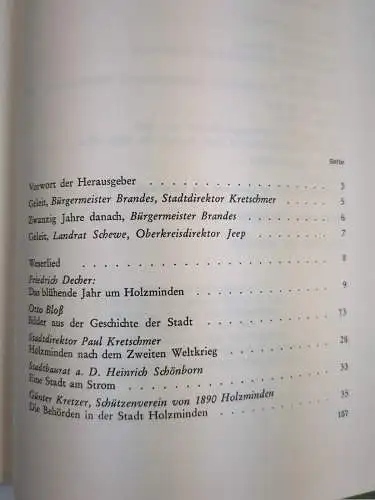 Seite
Vorwort der Herausgeber . . . . . . . . . . . . . 3
Geleit, Bürgermeister Brandes, Stadtdirektor Kretschmer . . . . 5
Zwanzig Jahre danach, Bürgermeister Brandes . . . . . . . 6
Geleit, Landrat Schewe, Oberkreisdirektor Jeep . . . . . . . 7
Weserlied . . . . . . . . . . . . . . . . 8
Friedrich Decher:
Das blühende Jahr um Holzminden . . . . . . . . . . 9
Otto Bloß
Bilder aus der Geschichte der Stadt . . . . . . . . . . 13
Stadtdirektor Paul Kretschmer
Holzminden nach dem Zweiten Weltkrieg . . . . . . . . 28
Stadtbaurat a. D. Heinrich Schönborn
Eine Stadt am Strom . . . . . . . . . . . . . 33
Günter Kretzer, Schützenverein von 1890 Holzminden . . . . . 35
Die Behörden in der Stadt Holzminden . . . . . . . . . 107